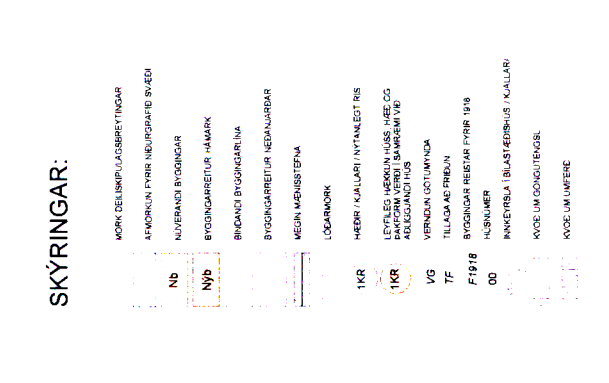 SKÝRINGAR:
MÖRK DEILISKIPULAGSBREYTINGAR
AFMÖRKUN FYRIR NIÐURGRAFIÐ SVÆÐI
Nb NÚVERANDI BYGGINGAR
Nýb BYGGINGARREITUR HÁMARK
BINDANDI BYGGINGARLÍNA
BYGGINGARREITUR NEÐANJARÐAR
MEGIN MÆNISSTEFNA
LÓÐARMÖRK
1KR HÆÐIR / KJALLARI / NÝTANLEGT RIS
1KR LEYFILEG HÆKKUN HÚSS, HÆÐ OG
ÞAKFORM VERÐI Í SAMRÆMI VIÐ
AÐLIGGJANDI HÚS
VG VERNDUN GÖTUMYNDA
TF TILLAGA AÐ FRIÐUN
F1918 BYGGINGAR REISTAR FYRIR 1918
00 HÚSNÚMER
INNKEYRSLA Í BÍLASTÆÐISHÚS / KJALLARA
KVÖÐ UM GÖNGUTENGSL
KVÖÐ UM UMFERÐ